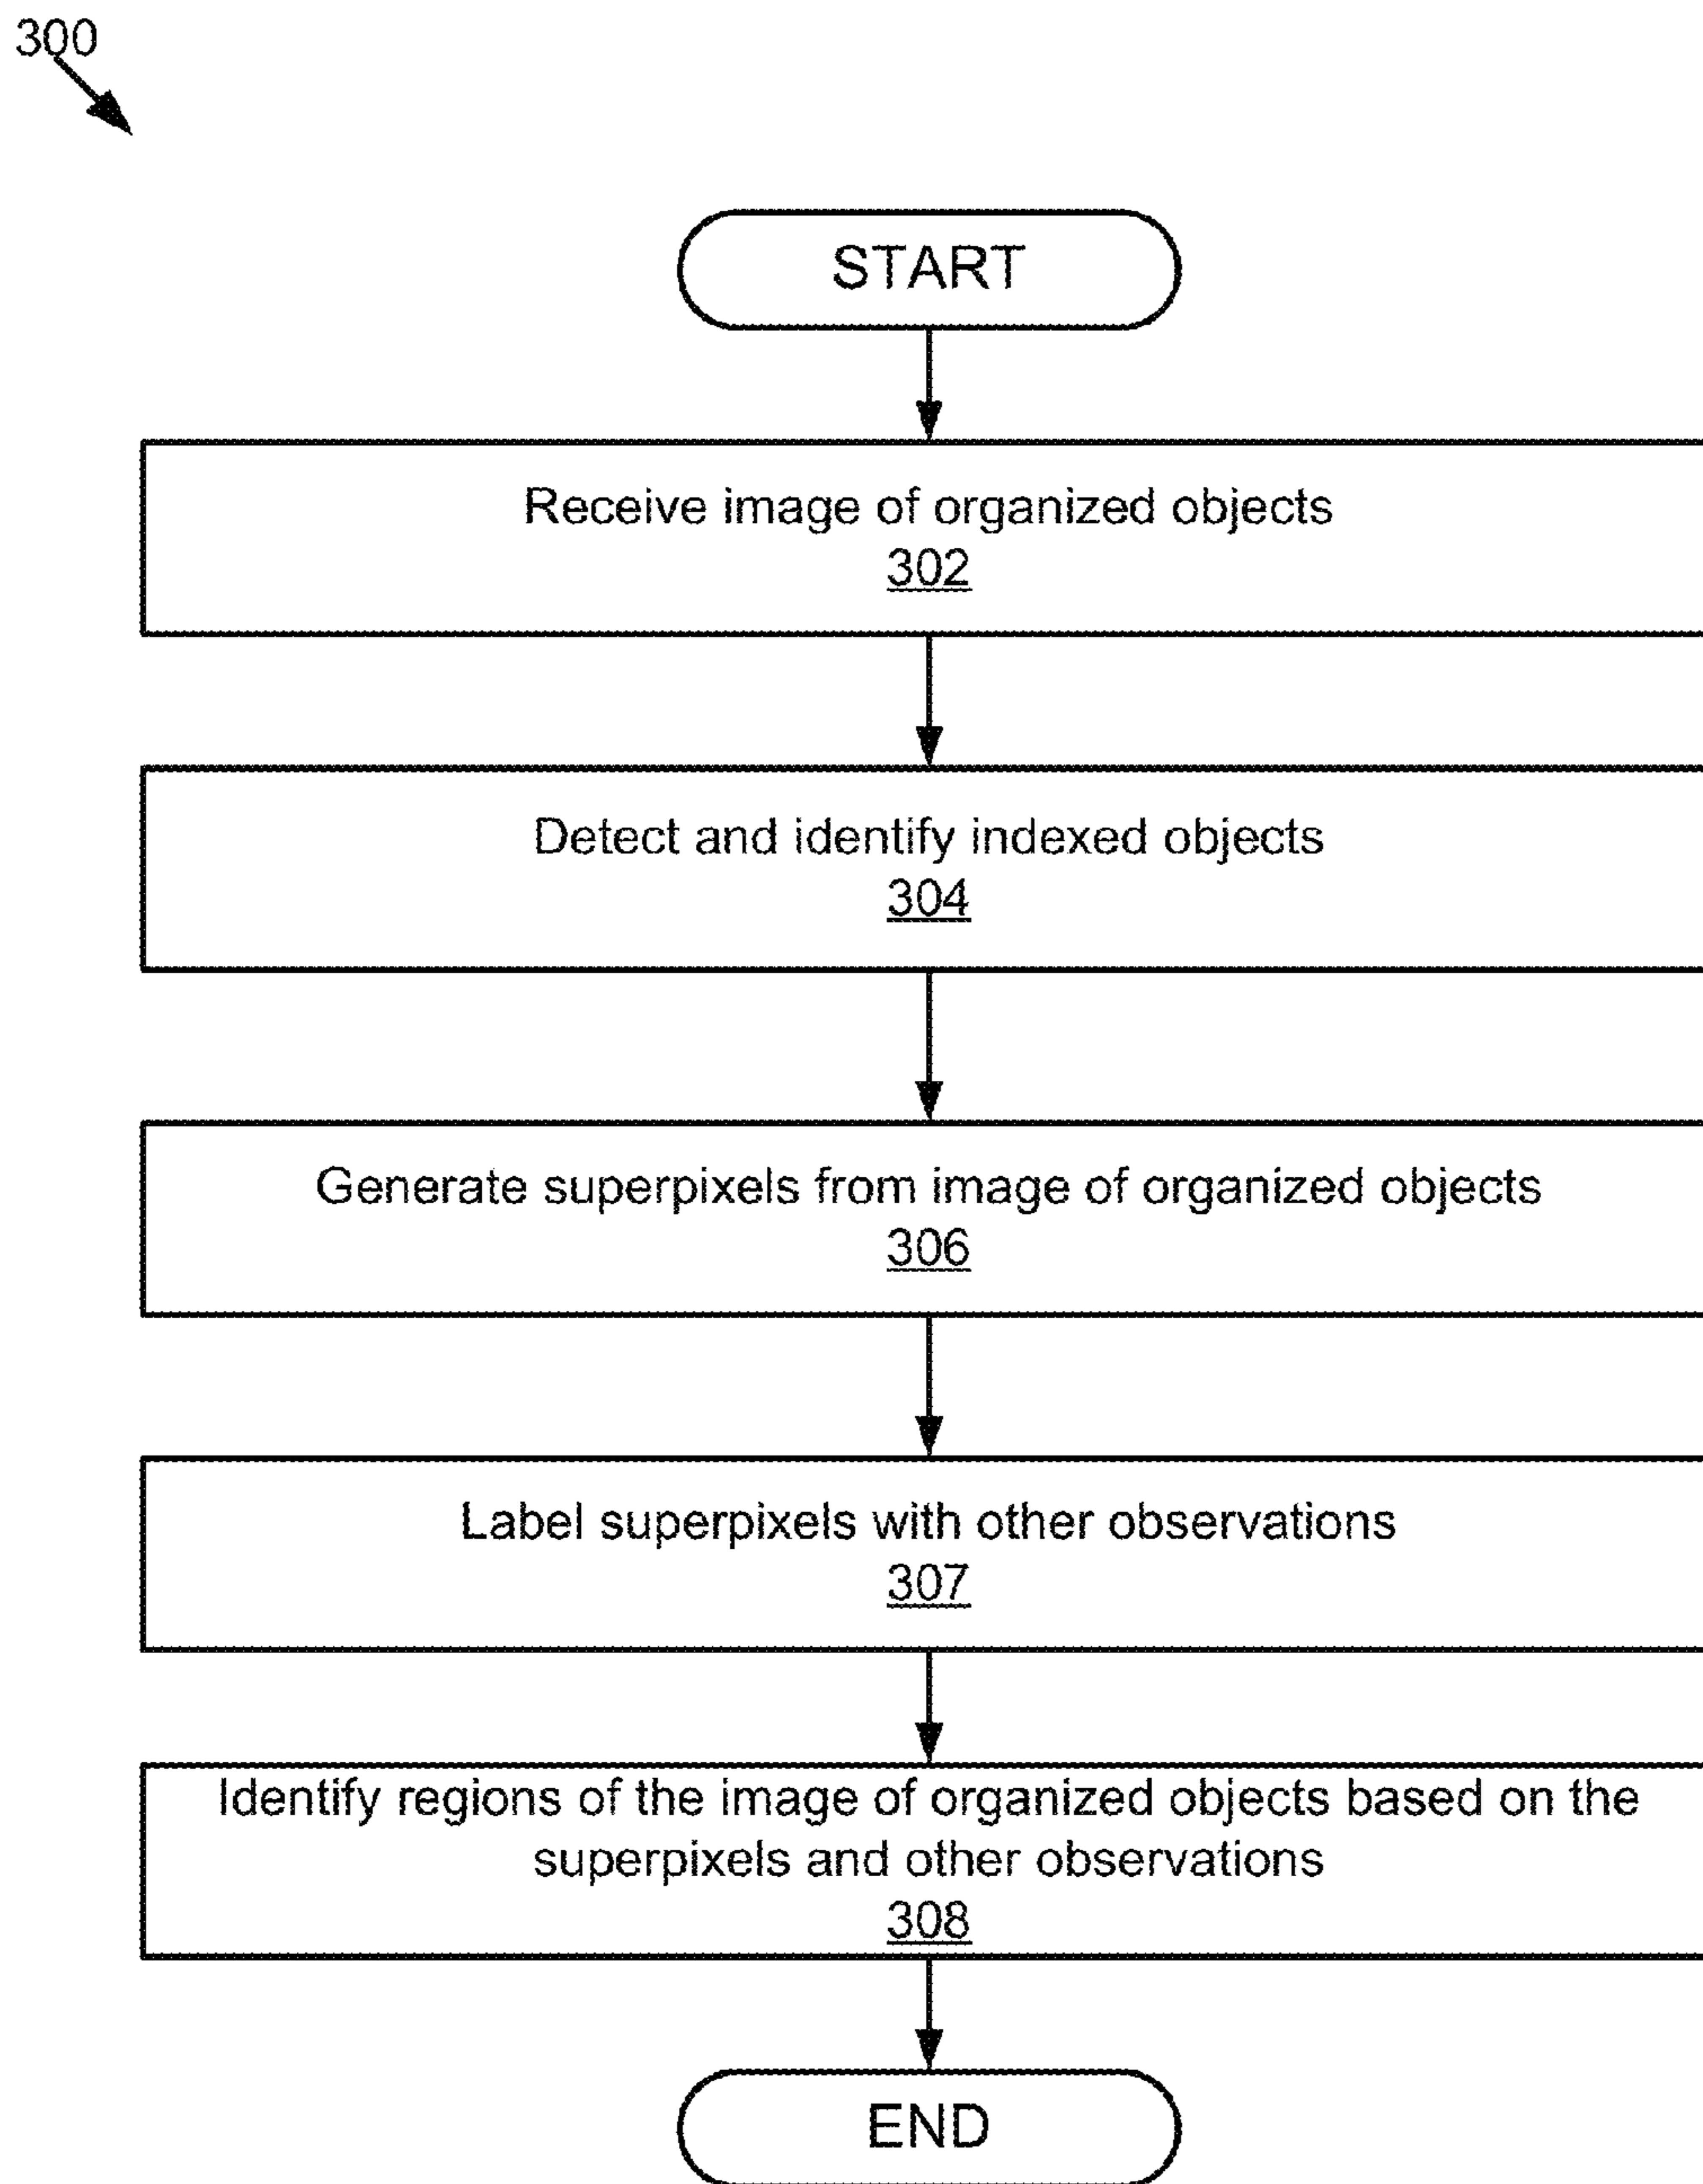 300
START
Receive image of organized objects
302
Detect and identify indexed objects
304
Generate superpixels from image of organized objects
306
Label superpixels with other observations
307
Identify regions of the image of organized objects based on the
superpixels and other observations
308
END